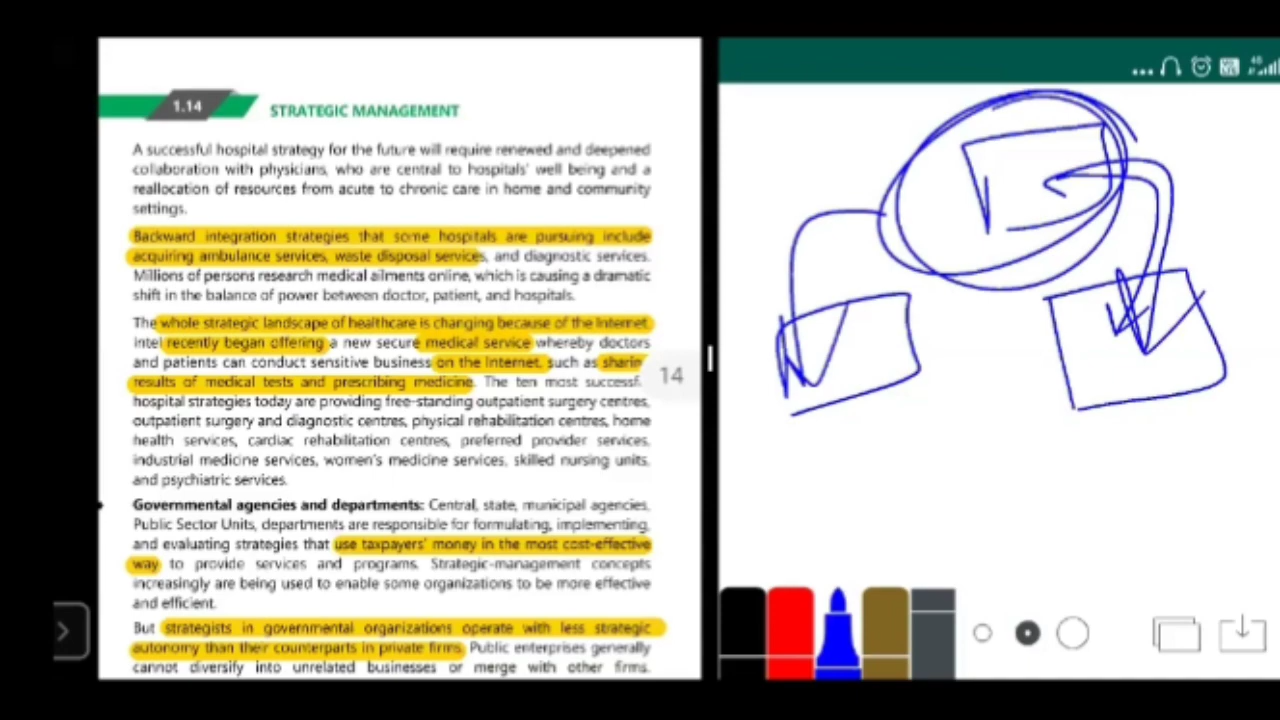 1.14
STRATEGIC MANAGEMENT
A successful hospital strategy for the future will require renewed and deepened
collaboration with physicians, who are central to hospitals' well being and a
reallocation of resources from acute to chronic care in home and community
settings.
Backward integration strategies that some hospitals are pursuing include
acquiring ambulance services, waste disposal services, and diagnostic services.
Millions of persons research medical ailments online, which is causing a dramatic
shift in the balance of power between doctor, patient, and hospitals.
The whole strategic landscape of healthcare is changing because of the Internet.
Intel recently began offering a new secure medical service whereby doctors
and patients can conduct sensitive business on the Internet, such as sharin
results of medical tests and prescribing medicine. The ten most successf
hospital strategies today are providing free-standing outpatient surgery centres,
outpatient surgery and diagnostic centres, physical rehabilitation centres, home
health services, cardiac rehabilitation centres, preferred provider services,
industrial medicine services, women's medicine services, skilled nursing units,
and psychiatric services.
Governmental agencies and departments: Central, state, municipal agencies,
Public Sector Units, departments are responsible for formulating, implementing,
and evaluating strategies that use taxpayers' money in the most cost-effective
way to provide services and programs. Strategic-management concepts
increasingly are being used to enable some organizations to be more effective
and efficient.
But strategists in governmental organizations operate with less strategic
autonomy than their counterparts in private firms. Public enterprises generally
cannot diversify into unrelated businesses or merge with other firms.
14